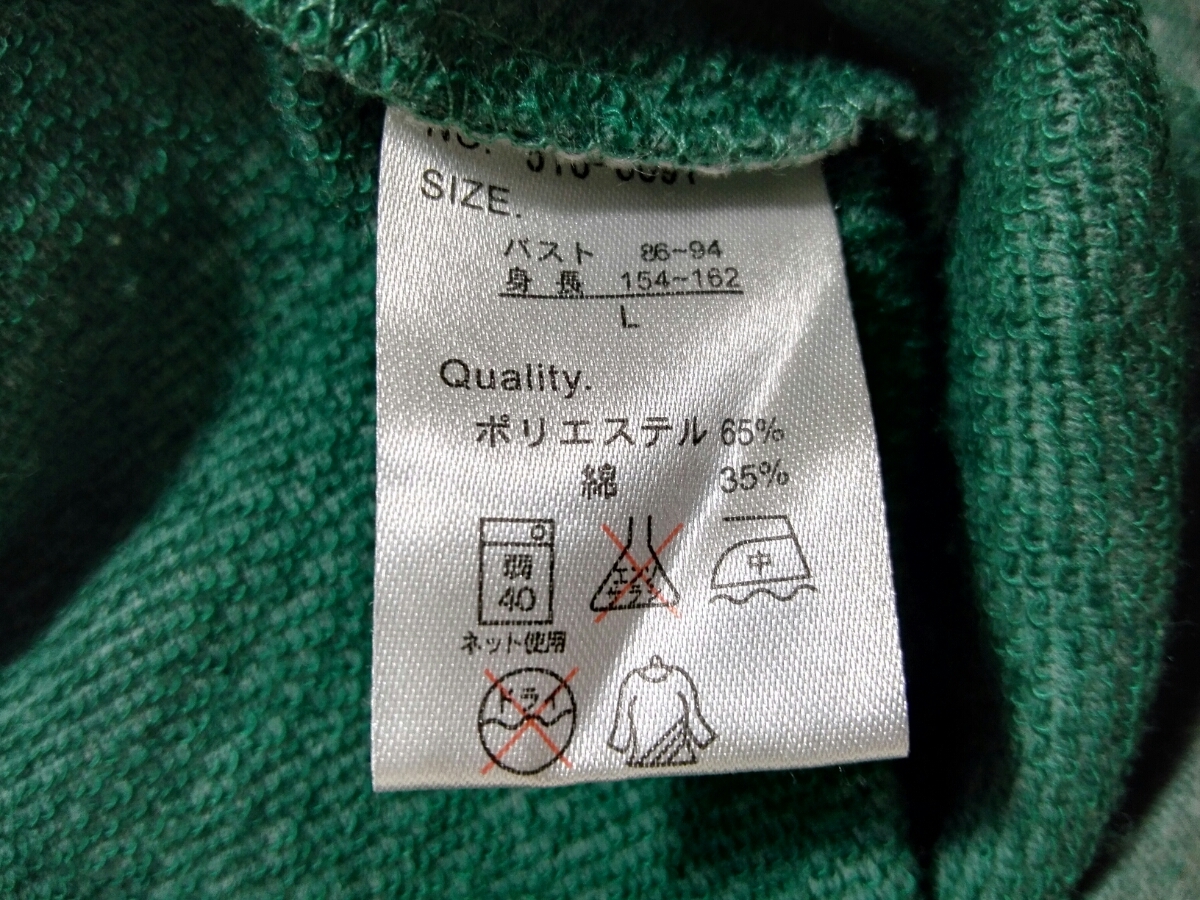 NO.
SIZE.
バスト 86~94
身長 154~162
L
Quality.
ポリエステル 65%
綿 35%
弱
40
エンソ
サラシ
中
ネット使用
ドライ